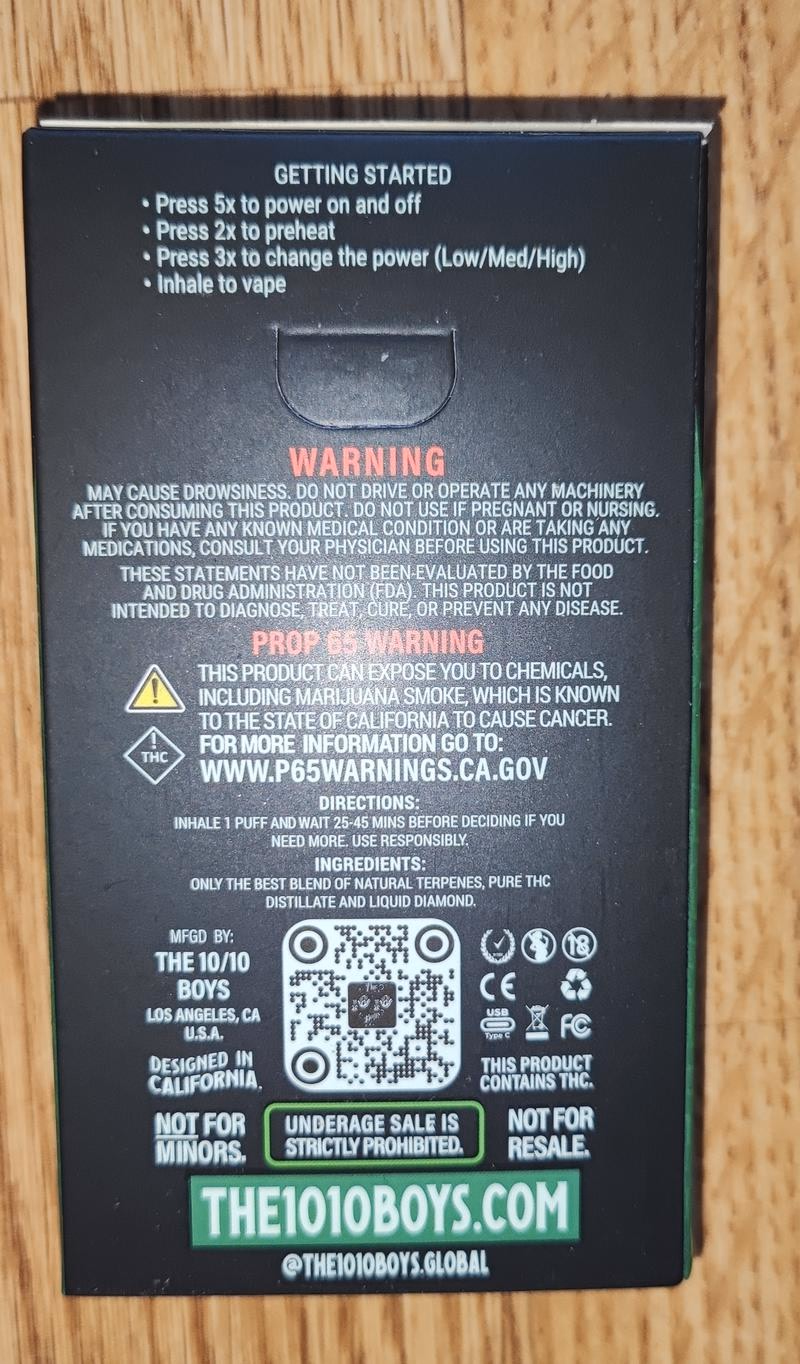 GETTING STARTED
• Press 5x to power on and off
• Press 2x to preheat
• Press 3x to change the power (Low/Med/High)
• Inhale to vape
WARNING
MAY CAUSE DROWSINESS. DO NOT DRIVE OR OPERATE ANY MACHINERY
AFTER CONSUMING THIS PRODUCT. DO NOT USE IF PREGNANT OR NURSING.
IF YOU HAVE ANY KNOWN MEDICAL CONDITION OR ARE TAKING ANY
MEDICATIONS, CONSULT YOUR PHYSICIAN BEFORE USING THIS PRODUCT.
THESE STATEMENTS HAVE NOT BEEN EVALUATED BY THE FOOD
AND DRUG ADMINISTRATION (FDA). THIS PRODUCT IS NOT
INTENDED TO DIAGNOSE, TREAT, CURE, OR PREVENT ANY DISEASE.
PROP 65 WARNING
THIS PRODUCT CAN EXPOSE YOU TO CHEMICALS,
INCLUDING MARIJUANA SMOKE, WHICH IS KNOWN
TO THE STATE OF CALIFORNIA TO CAUSE CANCER.
! THC
FOR MORE INFORMATION GO TO:
WWW.P65WARNINGS.CA.GOV
DIRECTIONS:
INHALE 1 PUFF AND WAIT 25-45 MINS BEFORE DECIDING IF YOU
NEED MORE. USE RESPONSIBLY.
INGREDIENTS:
ONLY THE BEST BLEND OF NATURAL TERPENES, PURE THC
DISTILLATE AND LIQUID DIAMOND.
MFGD BY:
THE 10/10
BOYS
LOS ANGELES, CA
U.S.A.
DESIGNED IN
CALIFORNIA.
18
CE
USB
Type C
FC
THIS PRODUCT
CONTAINS THC.
NOT FOR
MINORS.
UNDERAGE SALE IS
STRICTLY PROHIBITED.
NOT FOR
RESALE.
THE1010BOYS.COM
@THE1010BOYS.GLOBAL